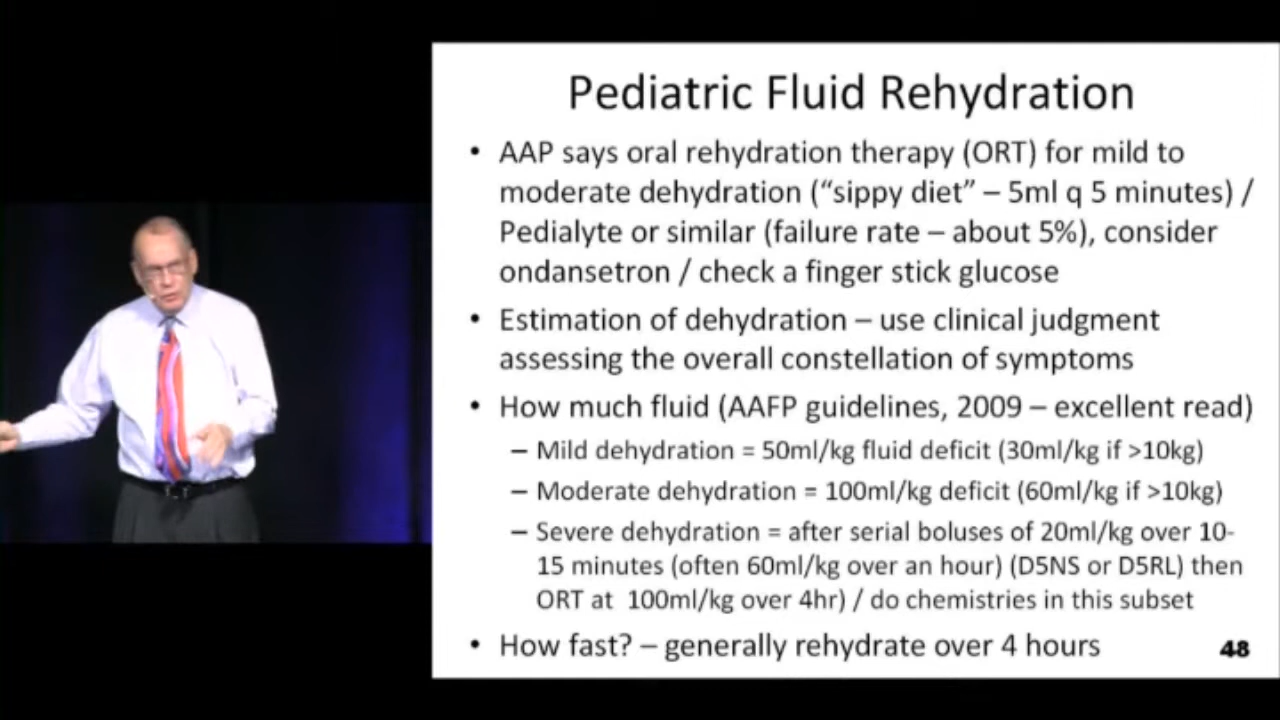 Pediatric Fluid Rehydration
• AAP says oral rehydration therapy (ORT) for mild to
moderate dehydration (“sippy diet” – 5ml q 5 minutes) /
Pedialyte or similar (failure rate – about 5%), consider
ondansetron / check a finger stick glucose
• Estimation of dehydration – use clinical judgment
assessing the overall constellation of symptoms
• How much fluid (AAFP guidelines, 2009 – excellent read)
– Mild dehydration = 50ml/kg fluid deficit (30ml/kg if >10kg)
– Moderate dehydration = 100ml/kg deficit (60ml/kg if >10kg)
– Severe dehydration = after serial boluses of 20ml/kg over 10-
15 minutes (often 60ml/kg over an hour) (D5NS or D5RL) then
ORT at 100ml/kg over 4hr) / do chemistries in this subset
• How fast? – generally rehydrate over 4 hours
48